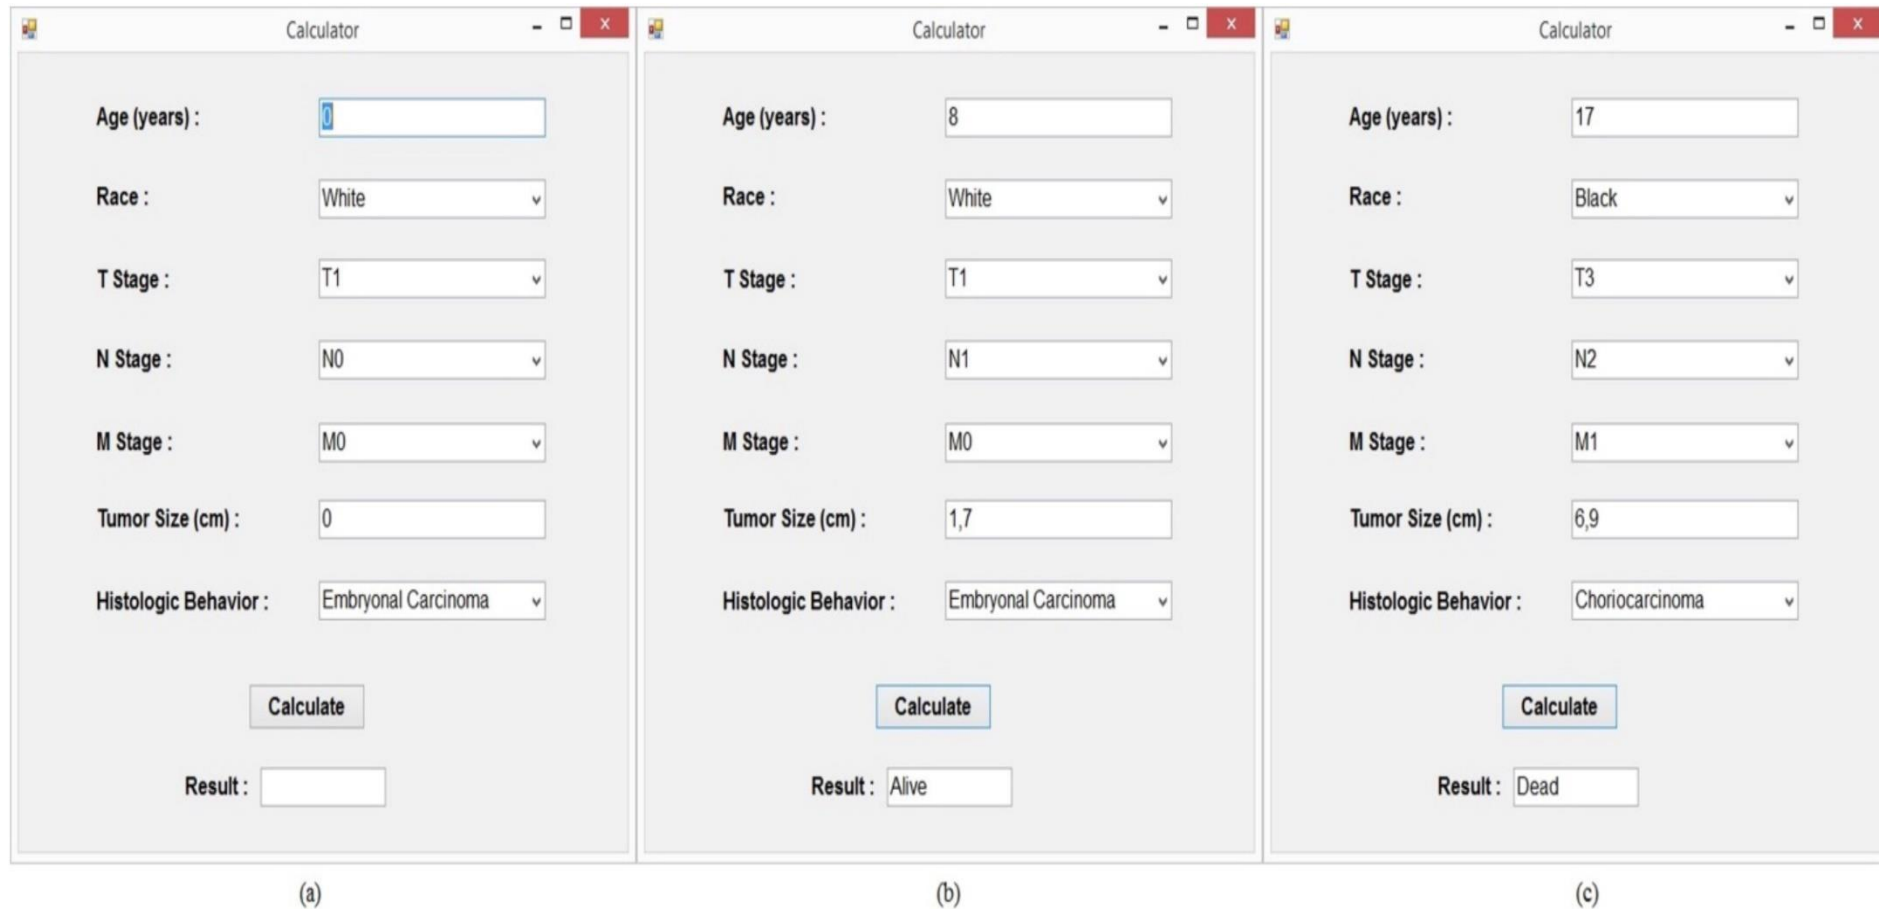 Calculator
Age (years) : 0
Race : White
T Stage : T1
N Stage : N0
M Stage : M0
Tumor Size (cm) : 0
Histologic Behavior : Embryonal Carcinoma
Calculate
Result :
(a)
Calculator
Age (years) : 8
Race : White
T Stage : T1
N Stage : N1
M Stage : M0
Tumor Size (cm) : 1,7
Histologic Behavior : Embryonal Carcinoma
Calculate
Result : Alive
(b)
Calculator
Age (years) : 17
Race : Black
T Stage : T3
N Stage : N2
M Stage : M1
Tumor Size (cm) : 6,9
Histologic Behavior : Choriocarcinoma
Calculate
Result : Dead
(c)